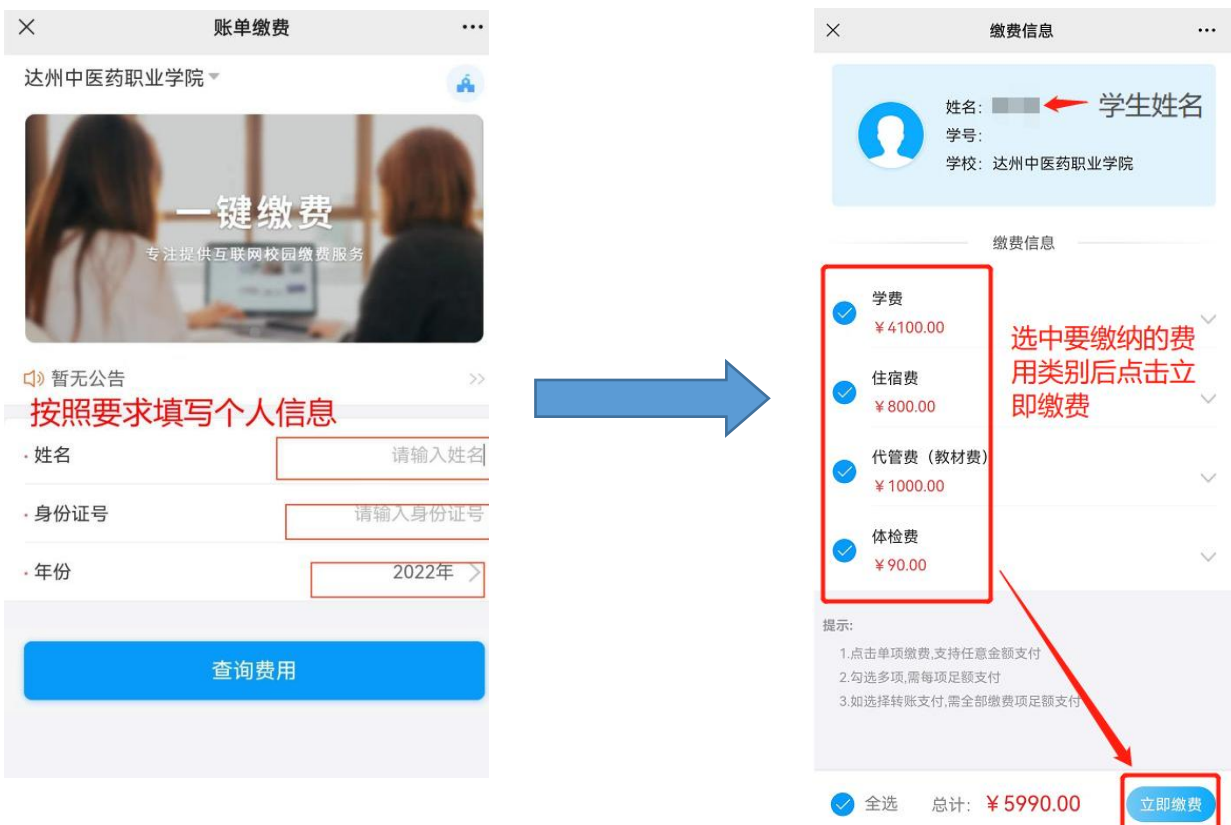 账单缴费
达州中医药职业学院
一键缴费
专注提供互联网校园缴费服务
暂无公告
按照要求填写个人信息
·姓名
请输入姓名
·身份证号
请输入身份证号
·年份
2022年
查询费用
缴费信息
姓名:
学生姓名
学号:
学校: 达州中医药职业学院
缴费信息
学费
¥4100.00
住宿费
¥800.00
代管费（教材费）
¥1000.00
体检费
¥90.00
选中要缴纳的费
用类别后点击立
即缴费
提示:
1.点击单项缴费,支持任意金额支付
2.勾选多项,需每项足额支付
3.如选择转账支付,需全部缴费项足额支付
全选 总计: ¥5990.00 立即缴费